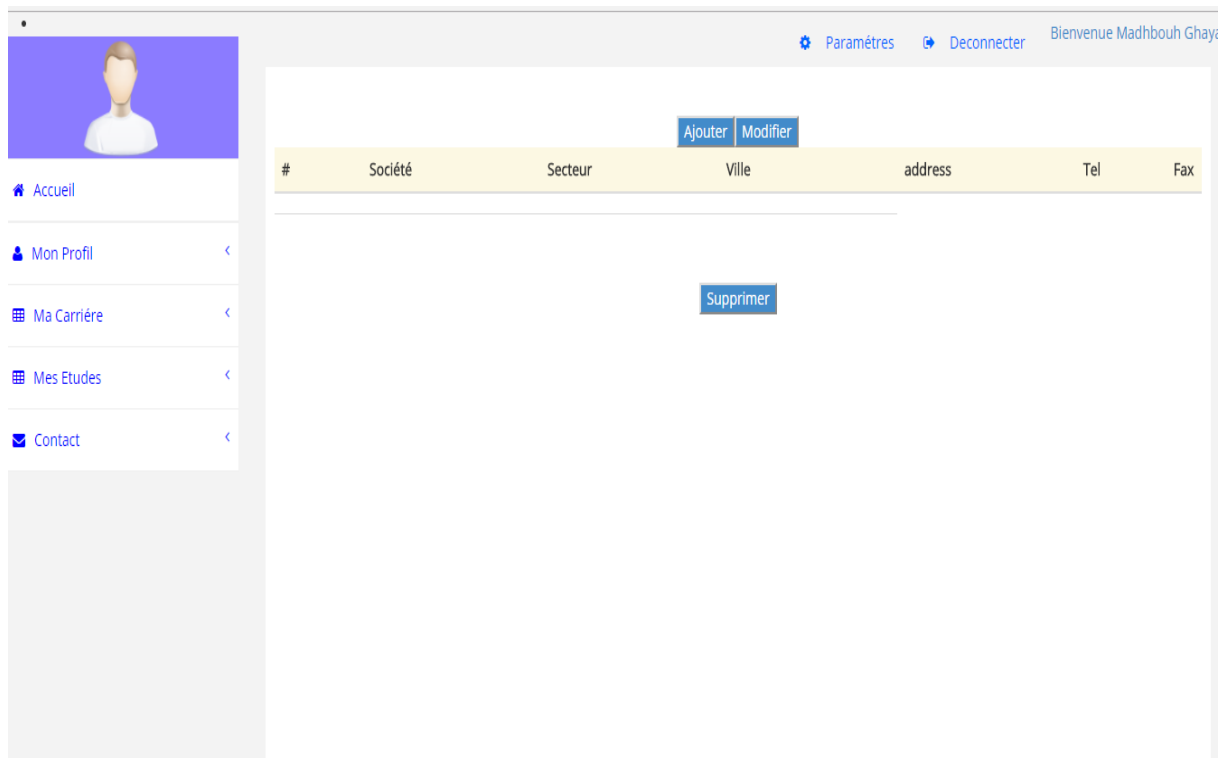 Paramétres Deconnecter Bienvenue Madhbouh Ghaya
Ajouter Modifier
# Société Secteur Ville address Tel Fax
Supprimer
Accueil
Mon Profil
Ma Carriére
Mes Etudes
Contact